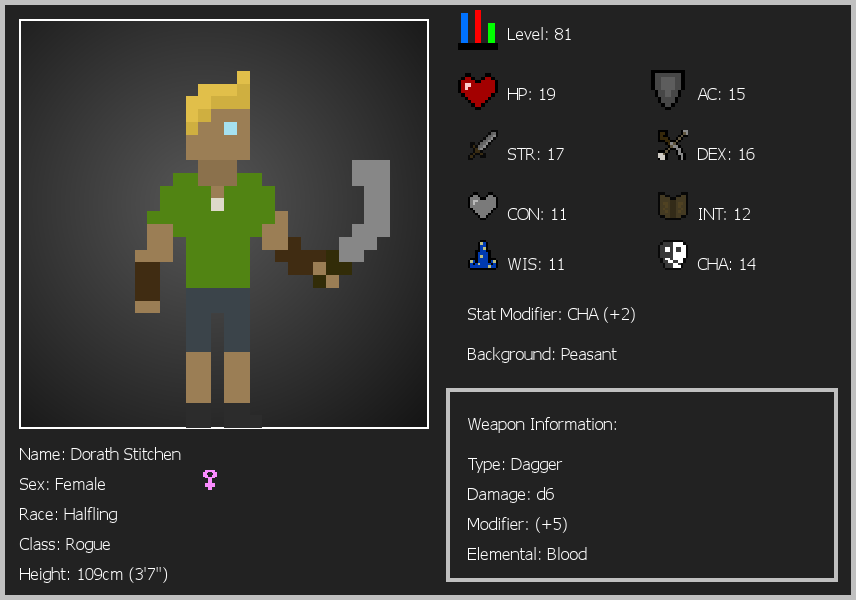 Level: 81
HP: 19
AC: 15
STR: 17
DEX: 16
CON: 11
INT: 12
WIS: 11
CHA: 14
Stat Modifier: CHA (+2)
Background: Peasant
Weapon Information:
Type: Dagger
Damage: d6
Modifier: (+5)
Elemental: Blood
Name: Dorath Stitchen
Sex: Female
Race: Halfling
Class: Rogue
Height: 109cm (3'7")